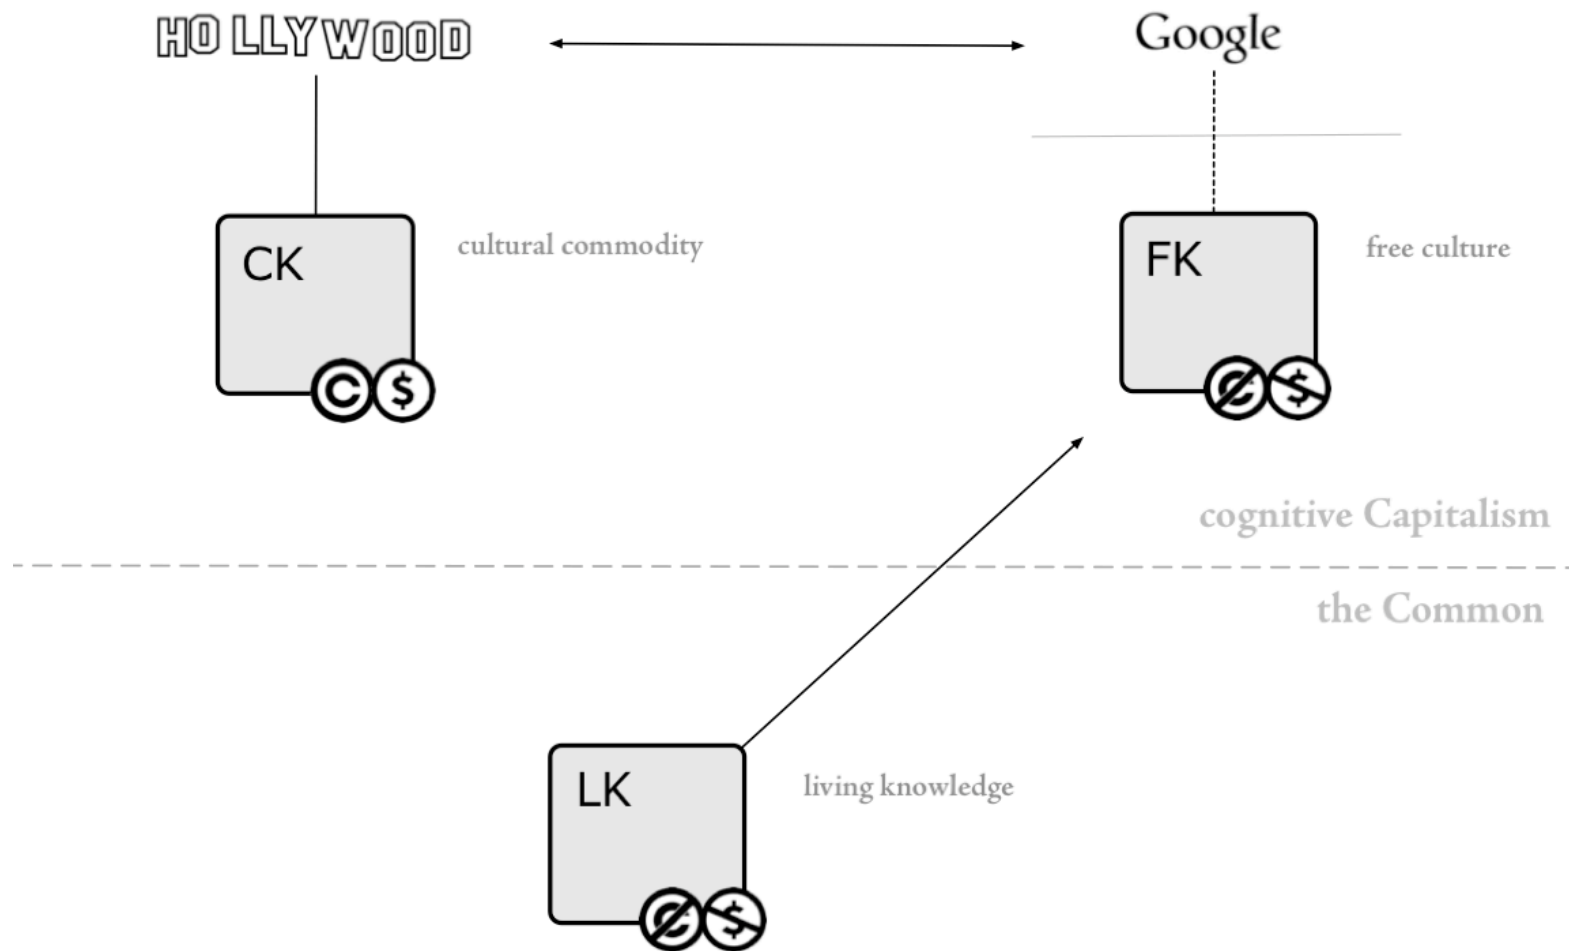 HOLLYWOOD
Google
CK
cultural commodity
FK
free culture
C $
C $
cognitive Capitalism
the Common
LK
living knowledge
C $